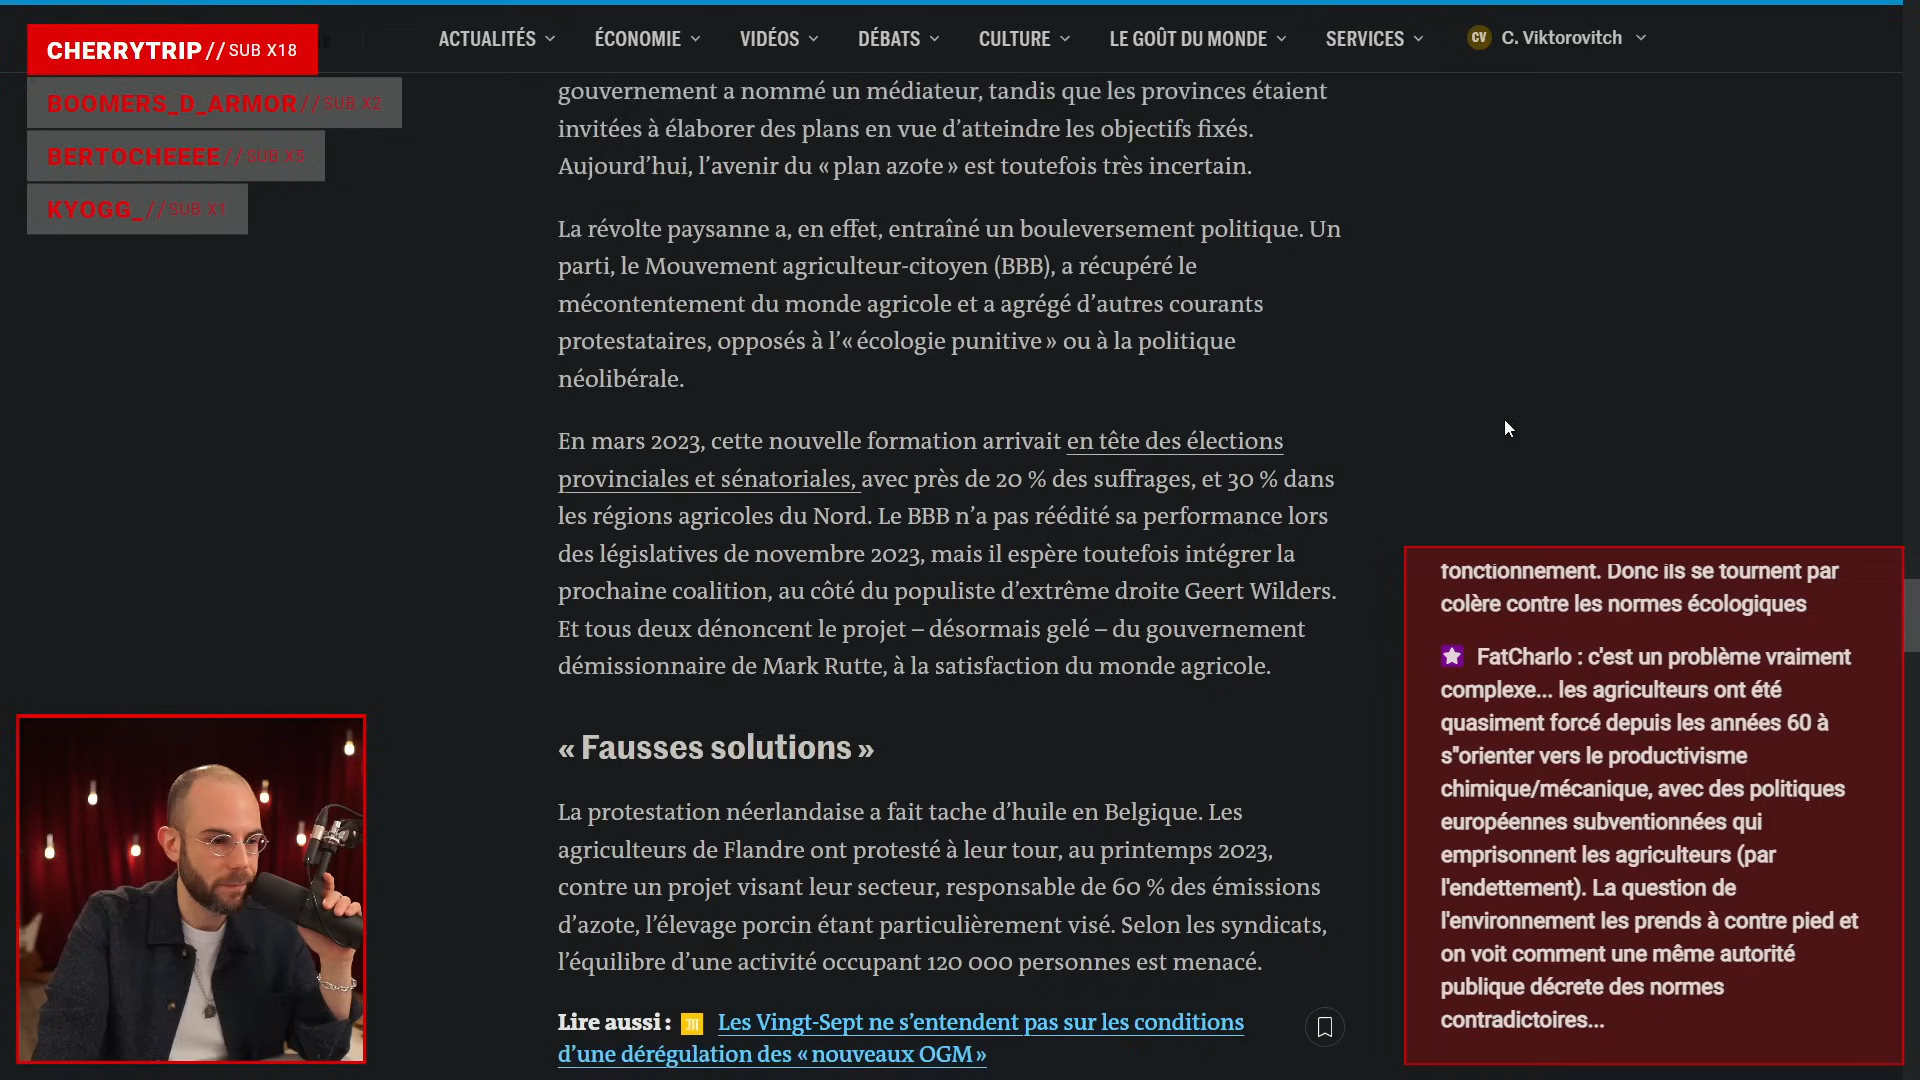 CHERRYTRIP // SUB X18
BOOMERS_D_ARMOR // SUB X2
BERTOCHEEEE // SUB X5
KYOGG_ // SUB X1
ACTUALITÉS
ÉCONOMIE
VIDÉOS
DÉBATS
CULTURE
LE GOÛT DU MONDE
SERVICES
CV C. Viktorovitch
gouvernement a nommé un médiateur, tandis que les provinces étaient
invitées à élaborer des plans en vue d’atteindre les objectifs fixés.
Aujourd’hui, l’avenir du « plan azote » est toutefois très incertain.
La révolte paysanne a, en effet, entraîné un bouleversement politique. Un
parti, le Mouvement agriculteur-citoyen (BBB), a récupéré le
mécontentement du monde agricole et a agrégé d’autres courants
protestataires, opposés à l’« écologie punitive » ou à la politique
néolibérale.
En mars 2023, cette nouvelle formation arrivait en tête des élections
provinciales et sénatoriales, avec près de 20 % des suffrages, et 30 % dans
les régions agricoles du Nord. Le BBB n’a pas réédité sa performance lors
des législatives de novembre 2023, mais il espère toutefois intégrer la
prochaine coalition, au côté du populiste d’extrême droite Geert Wilders.
Et tous deux dénoncent le projet – désormais gelé – du gouvernement
démissionnaire de Mark Rutte, à la satisfaction du monde agricole.
« Fausses solutions »
La protestation néerlandaise a fait tache d’huile en Belgique. Les
agriculteurs de Flandre ont protesté à leur tour, au printemps 2023,
contre un projet visant leur secteur, responsable de 60 % des émissions
d’azote, l’élevage porcin étant particulièrement visé. Selon les syndicats,
l’équilibre d’une activité occupant 120 000 personnes est menacé.
Lire aussi : Les Vingt-Sept ne s’entendent pas sur les conditions
d’une dérégulation des « nouveaux OGM »
fonctionnement. Donc ils se tournent par
colère contre les normes écologiques
FatCharlo : c'est un problème vraiment
complexe... les agriculteurs ont été
quasiment forcé depuis les années 60 à
s"orienter vers le productivisme
chimique/mécanique, avec des politiques
européennes subventionnées qui
emprisonnent les agriculteurs (par
l'endettement). La question de
l'environnement les prends à contre pied et
on voit comment une même autorité
publique décrete des normes
contradictoires...